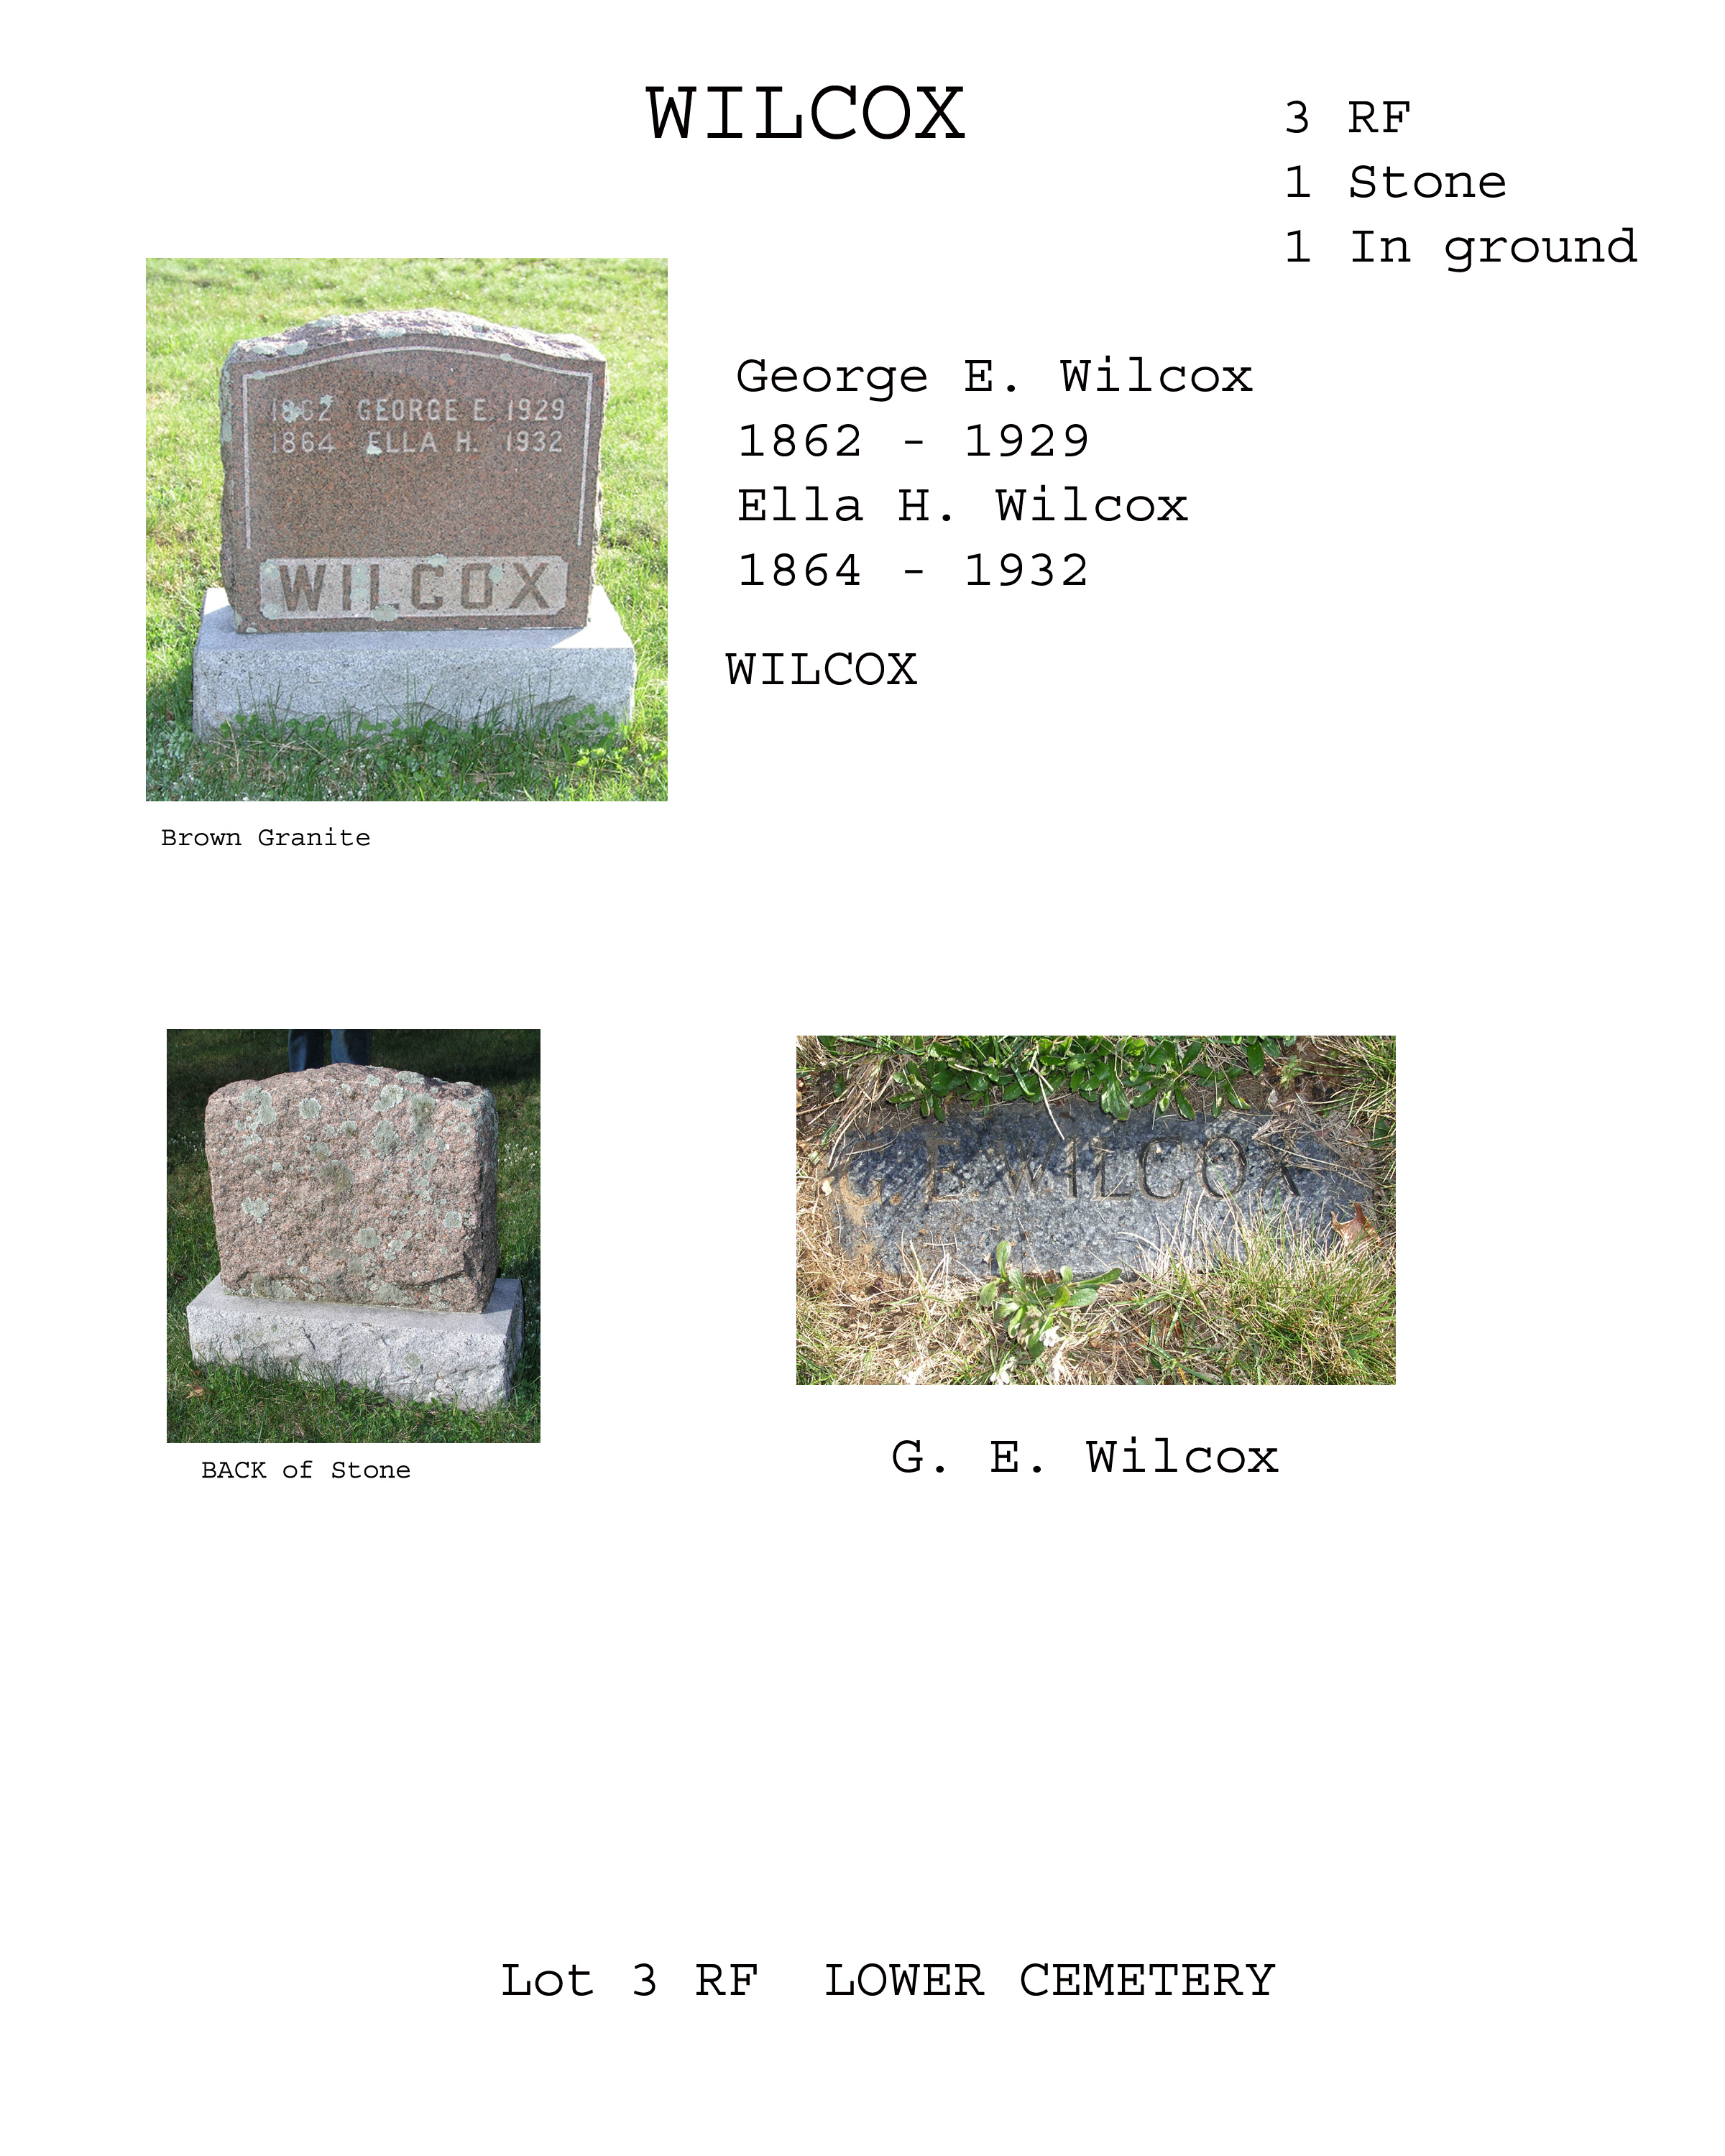 WILCOX
3 RF
1 Stone
1 In ground
1862 GEORGE E. 1929
1864 ELLA H. 1932
WILCOX
George E. Wilcox
1862 - 1929
Ella H. Wilcox
1864 - 1932
WILCOX
Brown Granite
G. E. WILCOX
BACK of Stone
G. E. Wilcox
Lot 3 RF LOWER CEMETERY